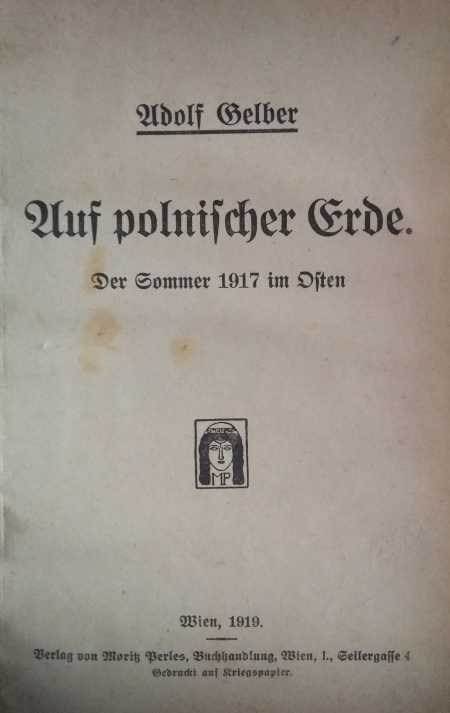 Adolf Gelber
Auf polnischer Erde.
Der Sommer 1917 im Osten
MP
Wien, 1919.
Verlag von Moritz Perles, Buchhandlung, Wien, I., Seilergasse 4
Gedruckt auf Kriegspapier.